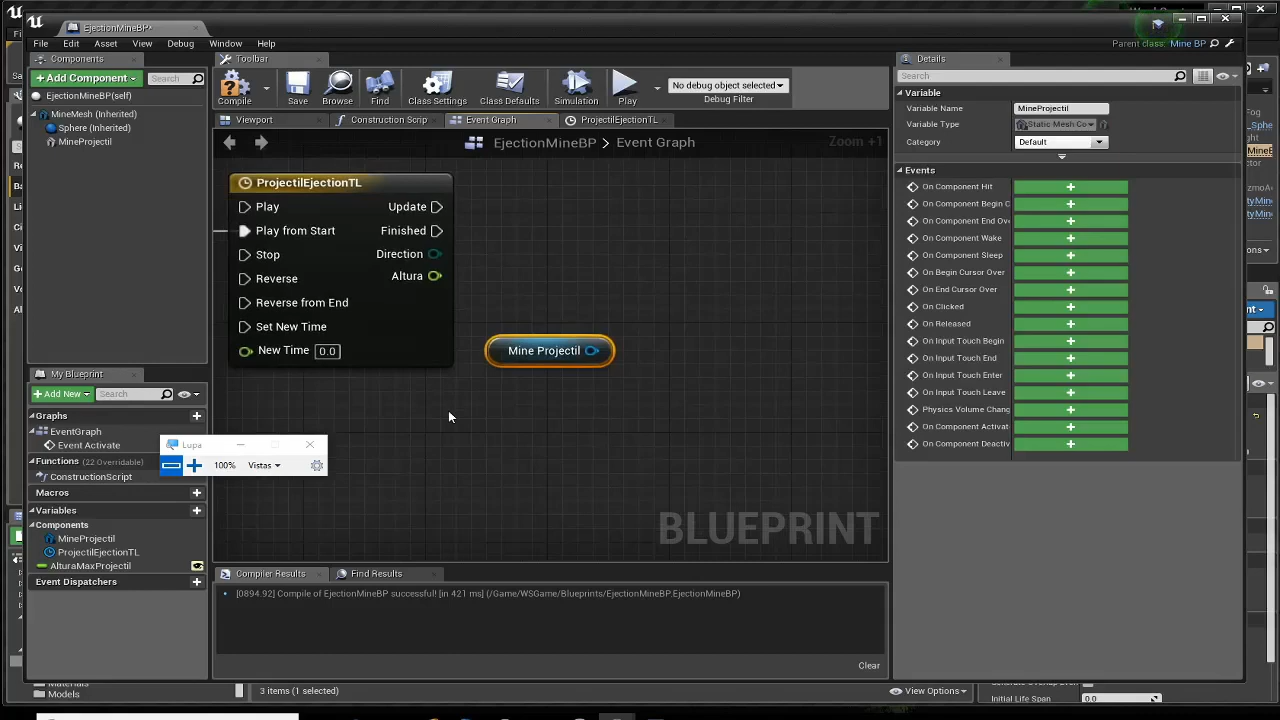 EjectionMineBP*
File Edit Asset View Debug Window Help
Parent class: Mine BP
Components
+ Add Component
Search
EjectionMineBP(self)
MineMesh (Inherited)
Sphere (Inherited)
MineProjectil
My Blueprint
+ Add New
Search
Graphs
EventGraph
Event Activate
Functions (22 Overridable)
ConstructionScript
Macros
Variables
Components
MineProjectil
ProjectilEjectionTL
AlturaMaxProjectil
Event Dispatchers
Materials
Models
Lupa
100% Vistas
Toolbar
Compile
Save
Browse
Find
Class Settings
Class Defaults
Simulation
Play
No debug object selected
Debug Filter
Viewport
Construction Scrip
Event Graph
ProjectilEjectionTL
EjectionMineBP > Event Graph
Zoom +1
ProjectilEjectionTL
Play Update
Play from Start Finished
Stop Direction
Reverse Altura
Reverse from End
Set New Time
New Time 0.0
Mine Projectil
BLUEPRINT
Compiler Results
Find Results
[0894.92] Compile of EjectionMineBP successful! [in 421 ms] (/Game/WSGame/Blueprints/EjectionMineBP.EjectionMineBP)
Clear
3 items (1 selected)
View Options
Details
Search
Variable
Variable Name MineProjectil
Variable Type Static Mesh Co
Category Default
Events
On Component Hit
On Component Begin C
On Component End Ove
On Component Wake
On Component Sleep
On Begin Cursor Over
On End Cursor Over
On Clicked
On Released
On Input Touch Begin
On Input Touch End
On Input Touch Enter
On Input Touch Leave
Physics Volume Chang
On Component Activat
On Component Deactiv
Initial Life Span 0.0